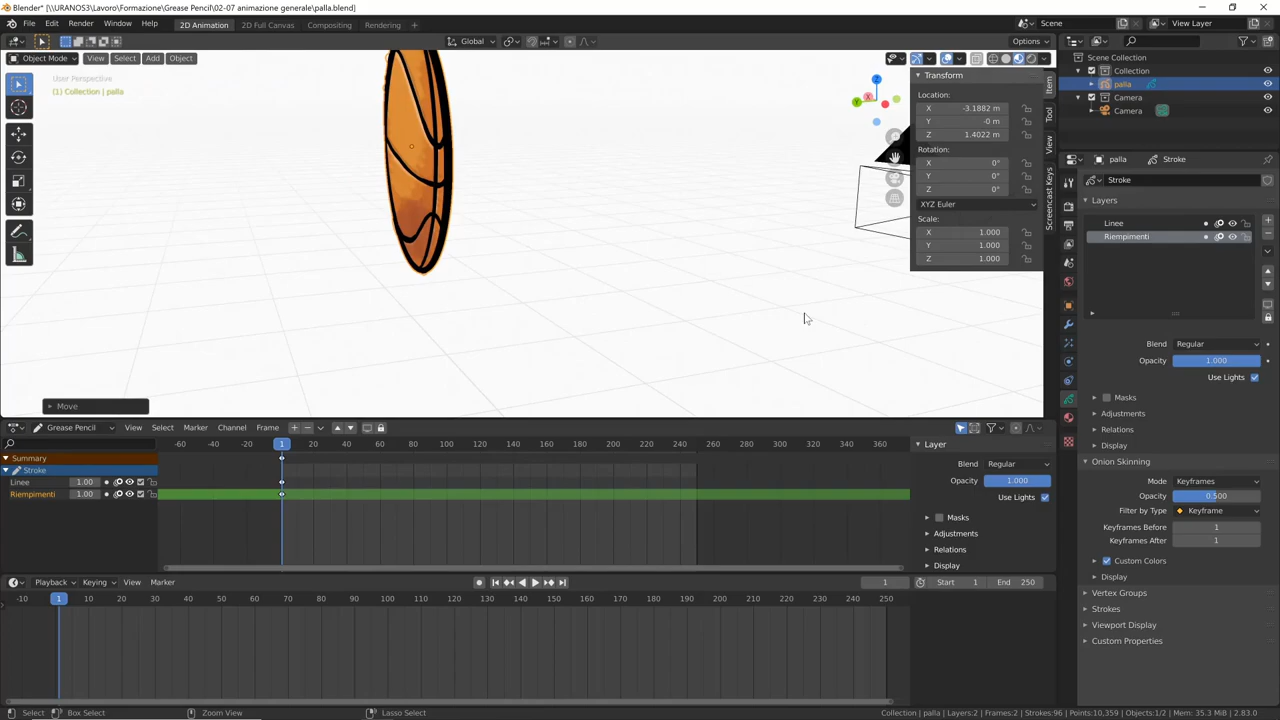 Blender* [\\URANOS3\Lavoro\Formazione\Grease Pencil\02-07 animazione generale\palla.blend]
File Edit Render Window Help 2D Animation 2D Full Canvas Compositing Rendering Scene View Layer
Global Options
Object Mode View Select Add Object
User Perspective
(1) Collection | palla
Z
Y
X
Transform
Location:
X -3.1882 m
Y -0 m
Z 1.4022 m
Rotation:
X 0°
Y 0°
Z 0°
XYZ Euler
Scale:
X 1.000
Y 1.000
Z 1.000
Item
Tool
View
Screencast Keys
Move
Scene Collection
Collection
palla
Camera
Camera
palla Stroke
Stroke
Layers
Linee
Riempimenti
Blend Regular
Opacity 1.000
Use Lights
Masks
Adjustments
Relations
Display
Onion Skinning
Mode Keyframes
Opacity 0.500
Filter by Type Keyframe
Keyframes Before 1
Keyframes After 1
Custom Colors
Display
Vertex Groups
Strokes
Viewport Display
Custom Properties
Grease Pencil View Select Marker Channel Frame
-60 -40 -20 1 20 40 60 80 100 120 140 160 180 200 220 240 260 280 300 320 340 360
Summary
Stroke
Linee 1.00
Riempimenti 1.00
Layer
Blend Regular
Opacity 1.000
Use Lights
Masks
Adjustments
Relations
Display
Playback Keying View Marker 1 Start 1 End 250
-10 1 10 20 30 40 50 60 70 80 90 100 110 120 130 140 150 160 170 180 190 200 210 220 230 240 250
Select Box Select Zoom View Lasso Select Collection | palla | Layers:2 | Frames:2 | Strokes:96 | Points:10,359 | Objects:1/2 | Mem: 35.3 MiB | 2.83.0